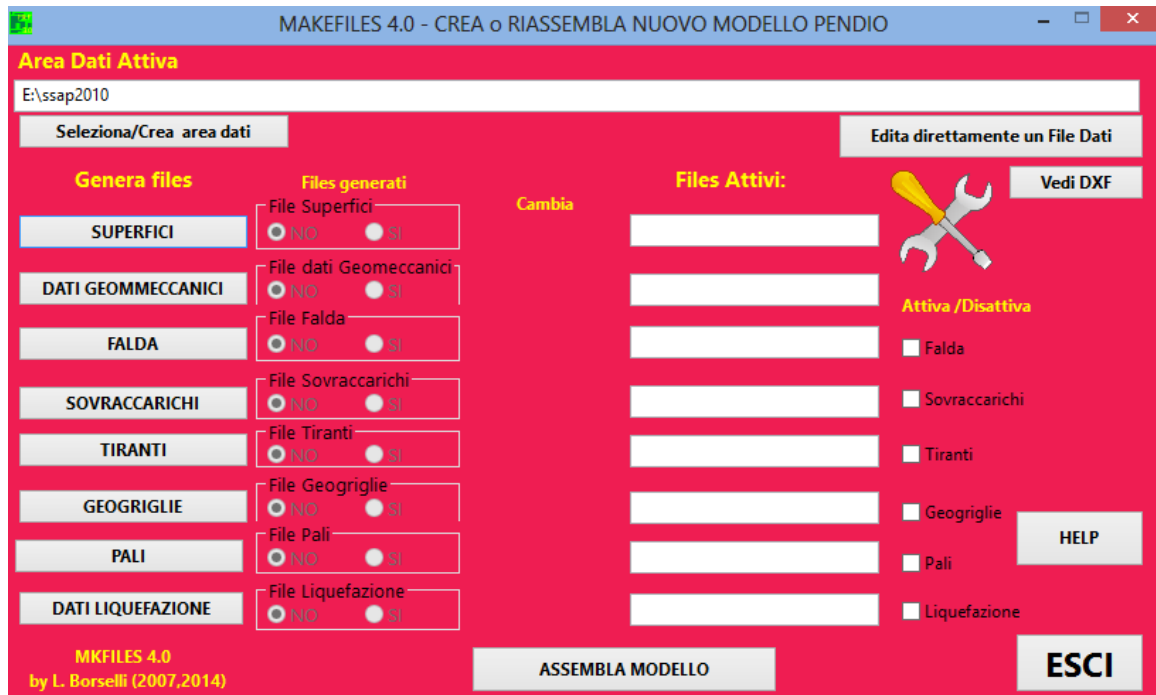 MAKEFILES 4.0 - CREA o RIASSEMBLA NUOVO MODELLO PENDIO
Area Dati Attiva
E:\ssap2010
Seleziona/Crea area dati
Edita direttamente un File Dati
Genera files
Files generati
Cambia
Files Attivi:
Vedi DXF
SUPERFICI
File Superfici
NO SI
DATI GEOMMECCANICI
File dati Geomeccanici
NO SI
Attiva /Disattiva
FALDA
File Falda
NO SI
Falda
SOVRACCARICHI
File Sovraccarichi
NO SI
Sovraccarichi
TIRANTI
File Tiranti
NO SI
Tiranti
GEOGRIGLIE
File Geogriglie
NO SI
Geogriglie
HELP
PALI
File Pali
NO SI
Pali
DATI LIQUEFAZIONE
File Liquefazione
NO SI
Liquefazione
MKFILES 4.0
by L. Borselli (2007,2014)
ASSEMBLA MODELLO
ESCI